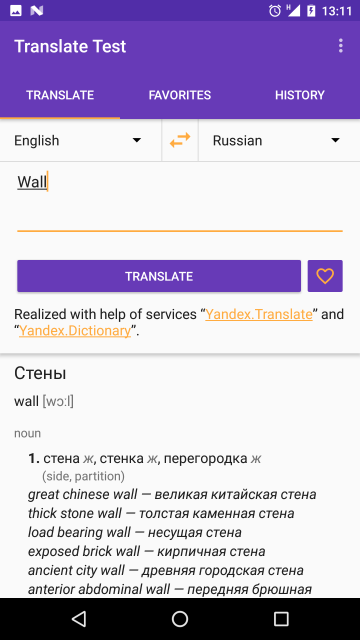 H 13:11
Translate Test
TRANSLATE FAVORITES HISTORY
English Russian
Wall
TRANSLATE
Realized with help of services “Yandex.Translate” and
“Yandex.Dictionary”.
Стены
wall [wɔ:l]
noun
1. стена ж, стенка ж, перегородка ж
(side, partition)
great chinese wall — великая китайская стена
thick stone wall — толстая каменная стена
load bearing wall — несущая стена
exposed brick wall — кирпичная стена
ancient city wall — древняя городская стена
anterior abdominal wall — передняя брюшная